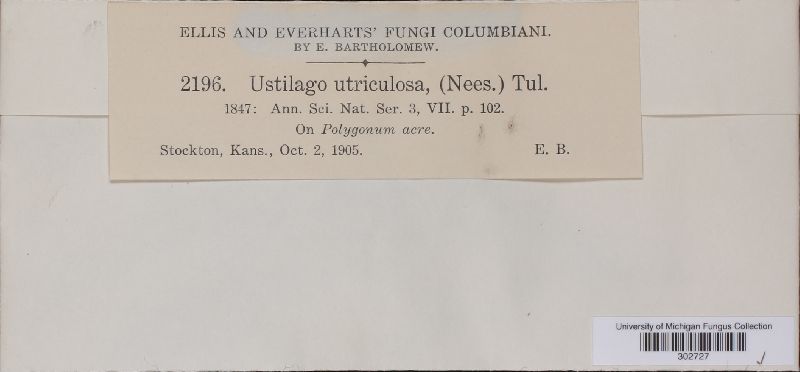 ELLIS AND EVERHARTS' FUNGI COLUMBIANI.
BY E. BARTHOLOMEW.
2196. Ustilago utriculosa, (Nees.) Tul.
1847: Ann. Sci. Nat. Ser. 3, VII. p. 102.
On Polygonum acre.
Stockton, Kans., Oct. 2, 1905. E. B.
University of Michigan Fungus Collection
302727